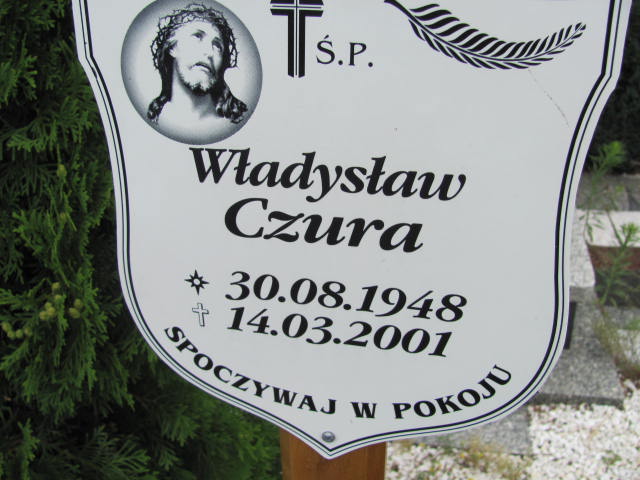 Ś.P.
Władysław
Czura
30.08.1948
14.03.2001
SPOCZYWAJ W POKOJU